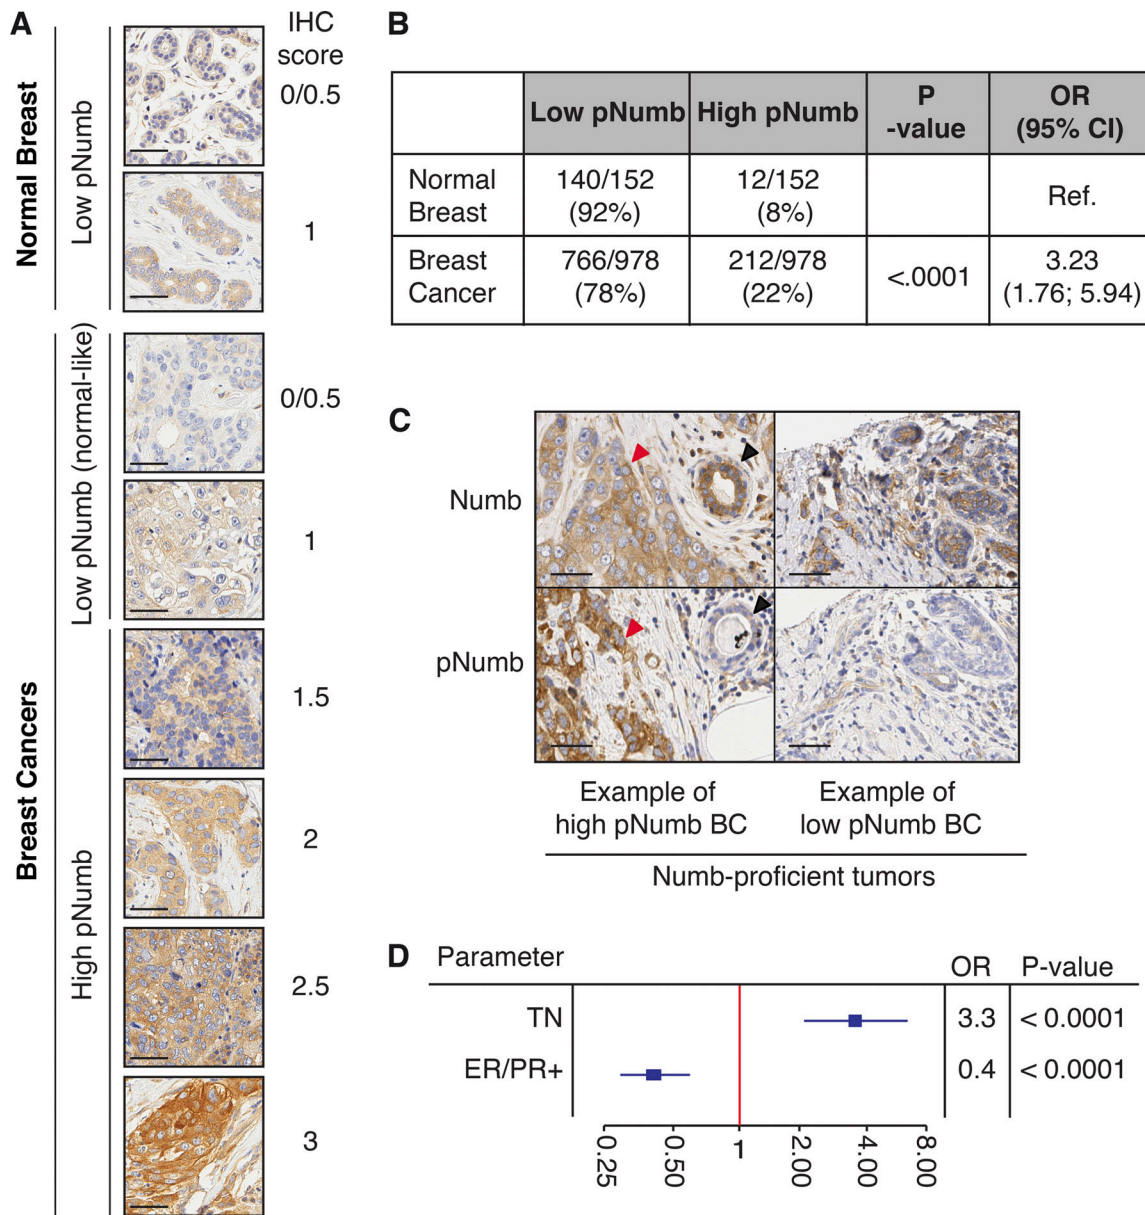 A
IHC
score
Normal Breast
Low pNumb
0/0.5
1
Breast Cancers
Low pNumb (normal-like)
0/0.5
1
High pNumb
1.5
2
2.5
3
B
Low pNumb High pNumb P
-value OR
(95% CI)
Normal
Breast 140/152
(92%) 12/152
(8%) Ref.
Breast
Cancer 766/978
(78%) 212/978
(22%) <.0001 3.23
(1.76; 5.94)
C
Numb
pNumb
Example of
high pNumb BC
Example of
low pNumb BC
Numb-proficient tumors
D
Parameter OR P-value
TN 3.3 < 0.0001
ER/PR+ 0.4 < 0.0001
0.25 0.50 1 2.00 4.00 8.00